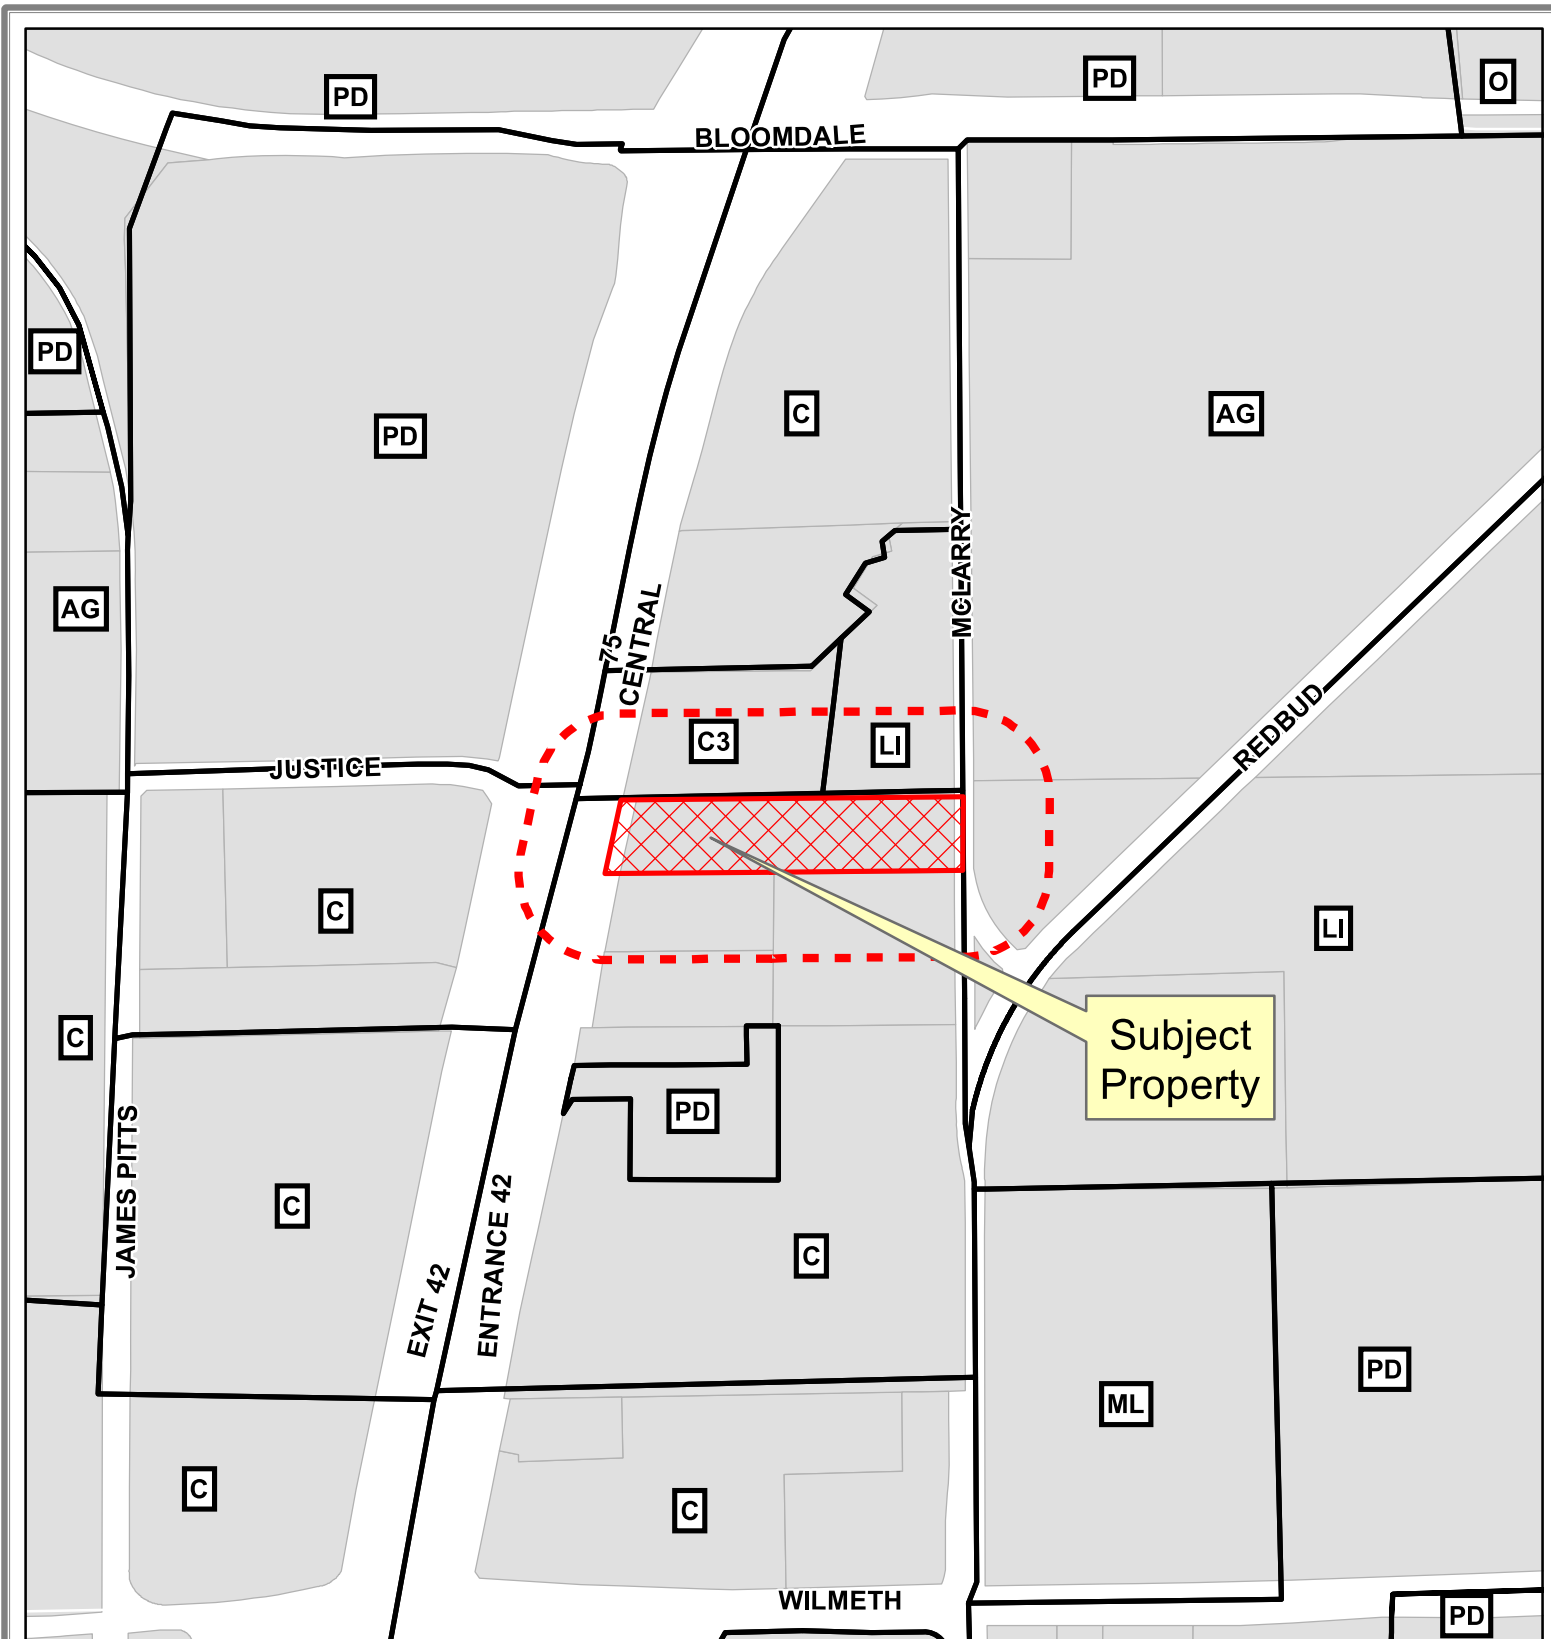 PD
PD
O
BLOOMDALE
PD
PD
C
AG
MCLARRY
AG
75
CENTRAL
C3
LI
REDBUD
JUSTICE
C
LI
C
Subject
Property
PD
JAMES PITTS
C
ENTRANCE 42
C
EXIT 42
PD
ML
C
C
WILMETH
PD